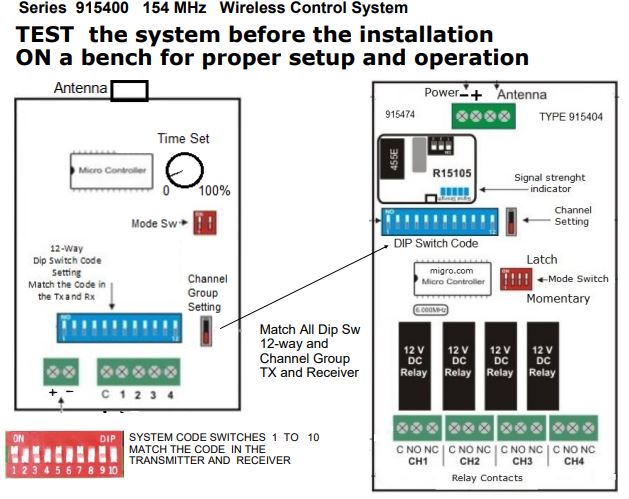 Series 915400 154 MHz Wireless Control System
TEST the system before the installation
ON a bench for proper setup and operation
Antenna
Time Set
Micro Controller
0 100%
Mode Sw
12-Way
Dip Switch Code
Setting
Match the Code in
the Tx and Rx
Channel
Group
Setting
NO
12
+ −
C 1 2 3 4
Power − + Antenna
915474 TYPE 915404
455E
R15105
Signal Strength
Signal strenght
indicator
NO
12
Channel
Setting
DIP Switch Code
Latch
migro.com
Micro Controller
Mode Switch
Momentary
6.000MHz
Match All Dip Sw
12-way and
Channel Group
TX and Receiver
12 V
DC
Relay
12 V
DC
Relay
12 V
DC
Relay
12 V
DC
Relay
C NO NC C NO NC C NO NC C NO NC
CH1 CH2 CH3 CH4
Relay Contacts
ON DIP
1 2 3 4 5 6 7 8 9 10
SYSTEM CODE SWITCHES 1 TO 10
MATCH THE CODE IN THE
TRANSMITTER AND RECEIVER